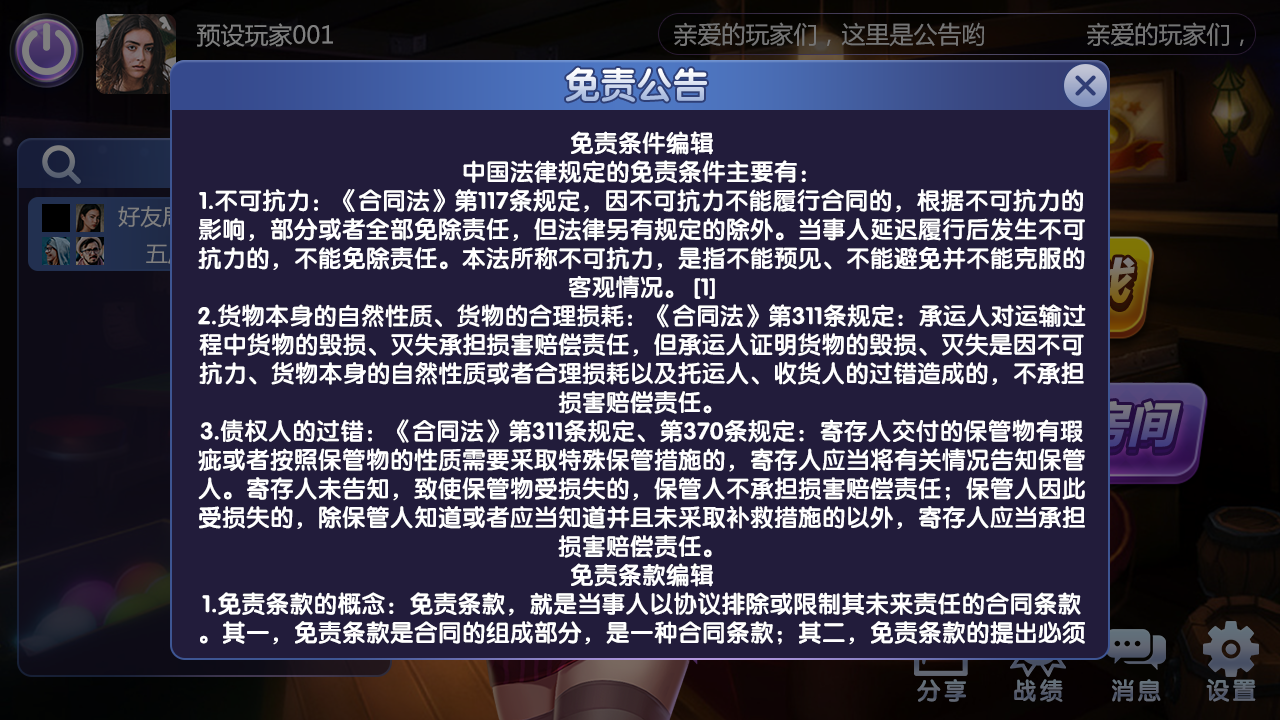 预设玩家001
亲爱的玩家们，这里是公告哟
亲爱的玩家们，
免责公告
免责条件编辑
中国法律规定的免责条件主要有：
1.不可抗力：《合同法》第117条规定，因不可抗力不能履行合同的，根据不可抗力的
影响，部分或者全部免除责任，但法律另有规定的除外。当事人延迟履行后发生不可
抗力的，不能免除责任。本法所称不可抗力，是指不能预见、不能避免并不能克服的
客观情况。 [1]
2.货物本身的自然性质、货物的合理损耗：《合同法》第311条规定：承运人对运输过
程中货物的毁损、灭失承担损害赔偿责任，但承运人证明货物的毁损、灭失是因不可
抗力、货物本身的自然性质或者合理损耗以及托运人、收货人的过错造成的，不承担
损害赔偿责任。
3.债权人的过错：《合同法》第311条规定、第370条规定：寄存人交付的保管物有瑕
疵或者按照保管物的性质需要采取特殊保管措施的，寄存人应当将有关情况告知保管
人。寄存人未告知，致使保管物受损失的，保管人不承担损害赔偿责任；保管人因此
受损失的，除保管人知道或者应当知道并且未采取补救措施的以外，寄存人应当承担
损害赔偿责任。
免责条款编辑
1.免责条款的概念：免责条款，就是当事人以协议排除或限制其未来责任的合同条款
。其一，免责条款是合同的组成部分，是一种合同条款；其二，免责条款的提出必须
好友
五
戏
房间
分享
战绩
消息
设置